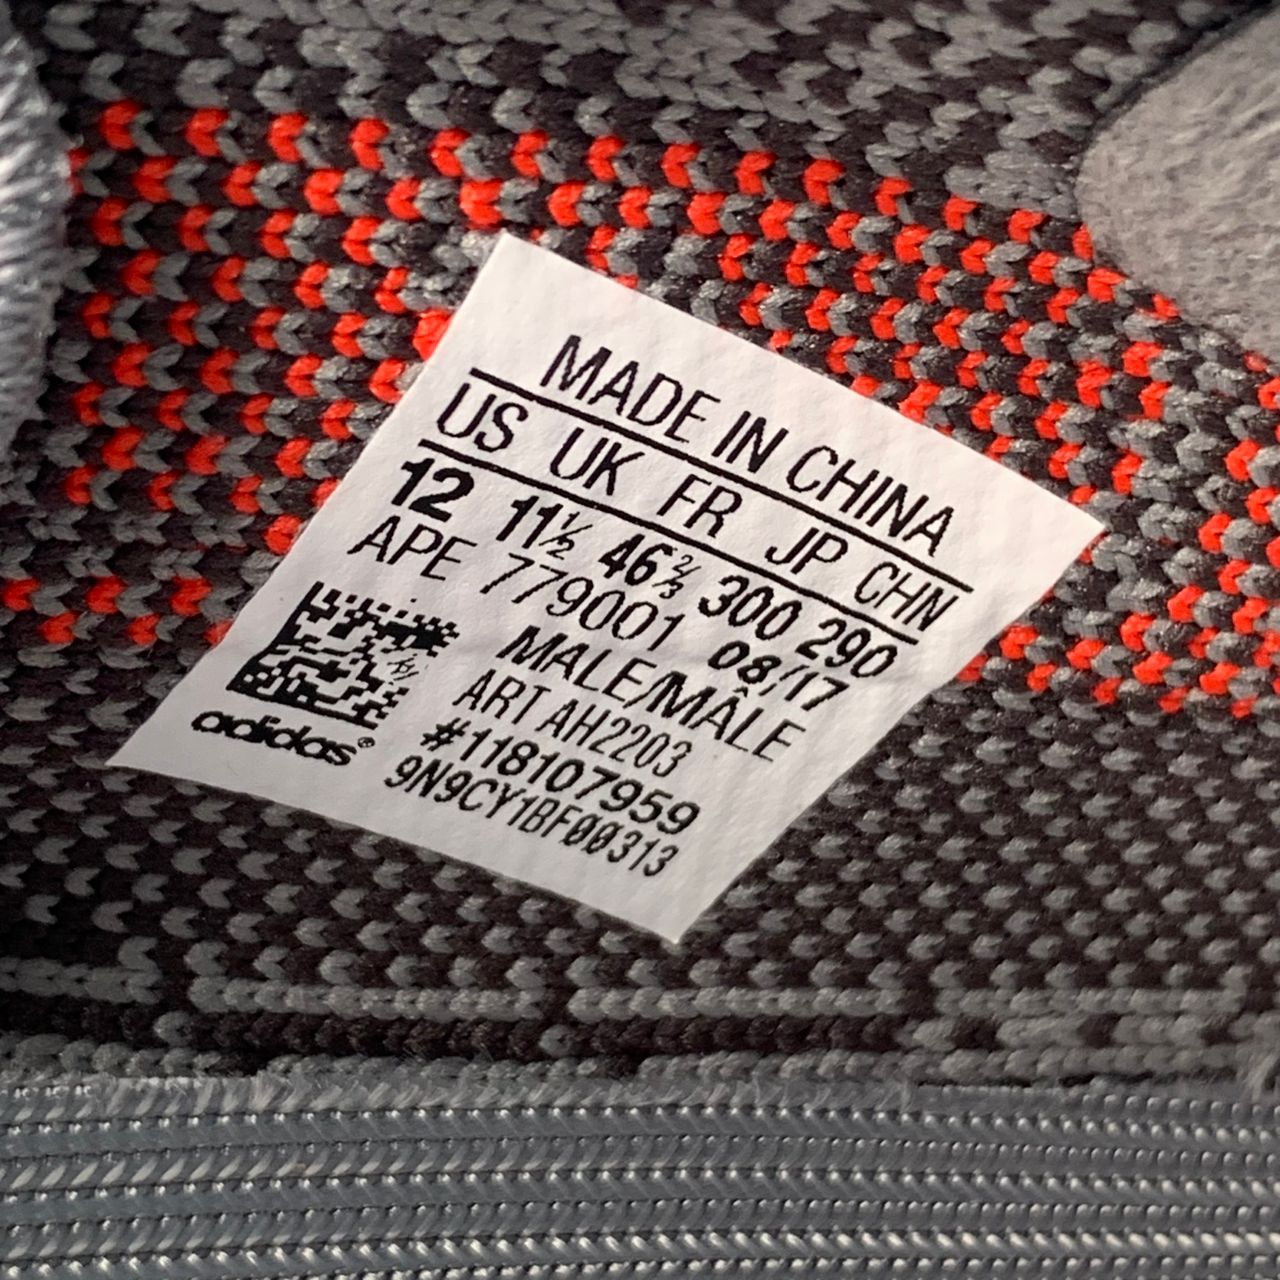 MADE IN CHINA
US UK FR JP CHN
12 11½ 46⅔ 300 290
APE 779001 08/17
MALE/MÂLE
ART AH2203
#118107959
9N9CY1BF00313
adidas®